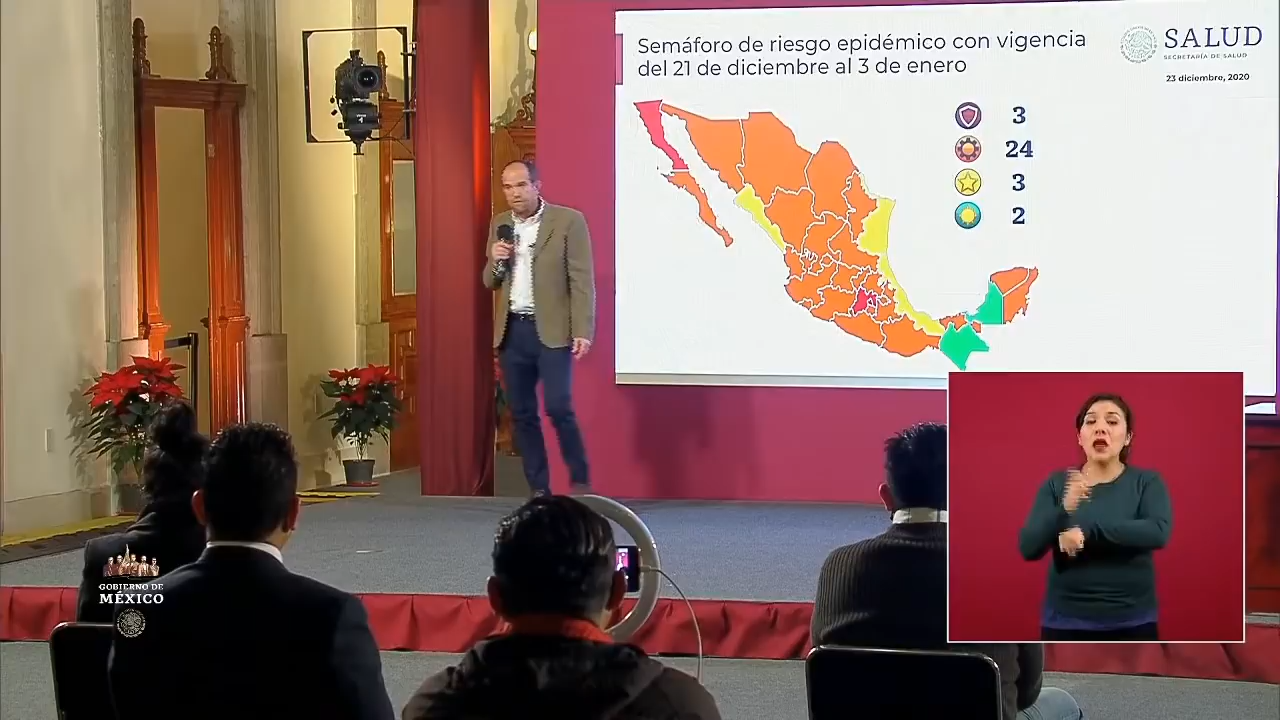 Semáforo de riesgo epidémico con vigencia
del 21 de diciembre al 3 de enero
SALUD
SECRETARÍA DE SALUD
23 diciembre, 2020
3
24
3
2
GOBIERNO DE
MÉXICO